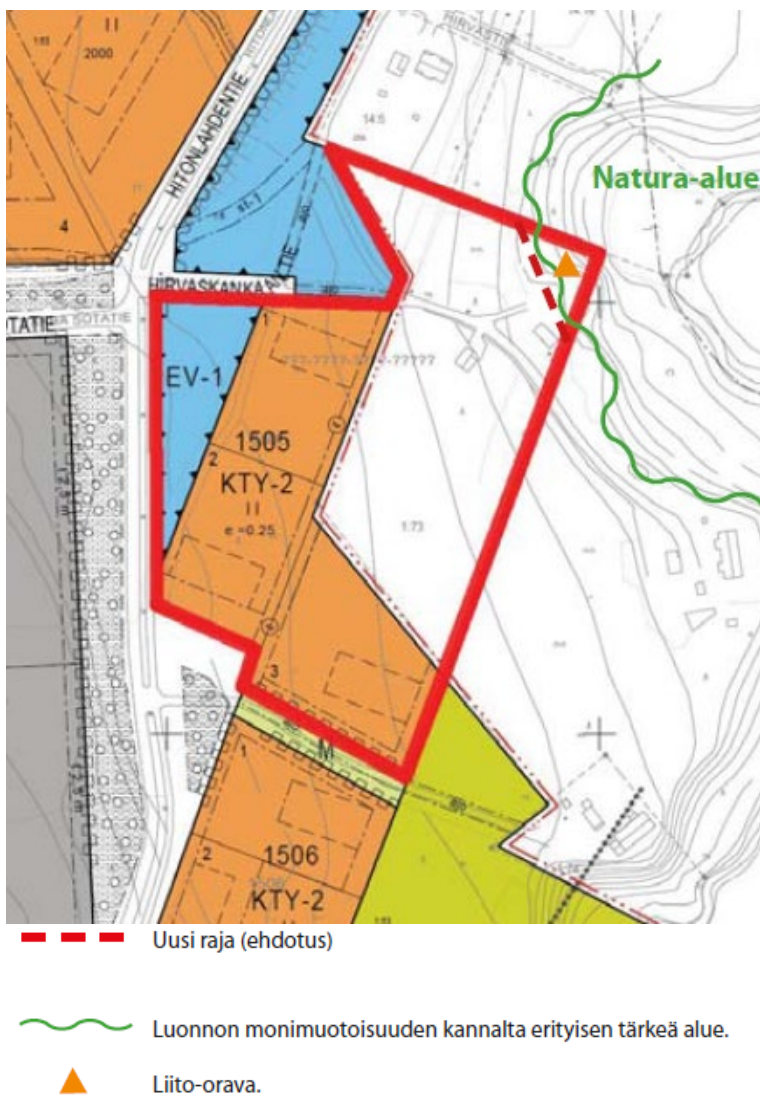 II
2000
HIRVASTIE
14:5
HITONLAHDENTIE
Natura-alue
4
HIRVASKANKA
SOTATIE
1
EV-1
1505
2
KTY-2
II
e =0.25
1:73
3
M
1
1506
2
KTY-2
II
Uusi raja (ehdotus)
Luonnon monimuotoisuuden kannalta erityisen tärkeä alue.
Liito-orava.